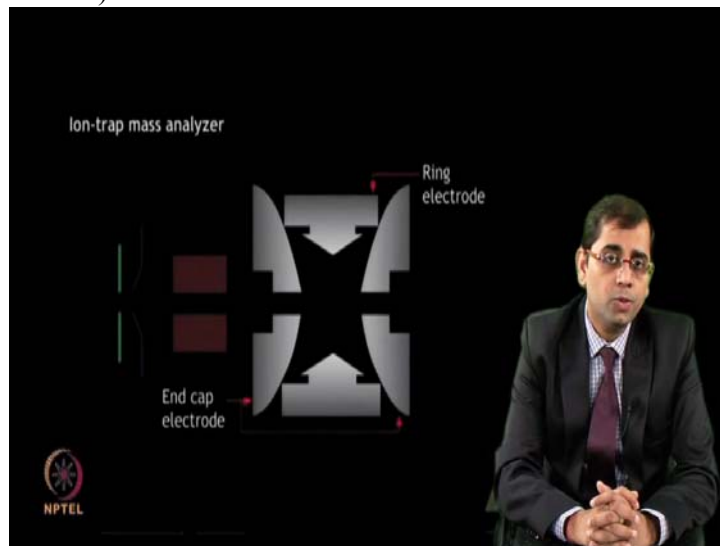 Ion-trap mass analyzer
Ring
electrode
End cap
electrode
NPTEL